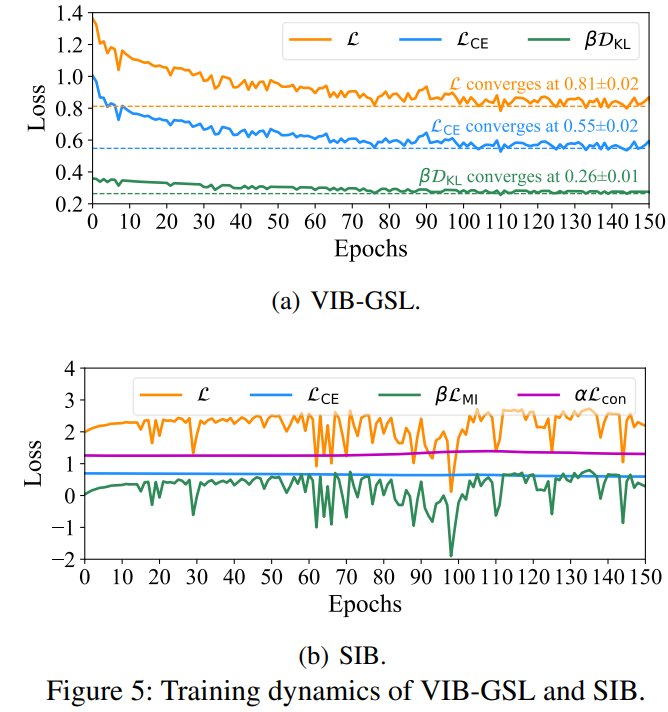 1.4
1.2
1.0
0.8
0.6
0.4
0.2
Loss
ℒ ℒCE β𝒟KL
ℒ converges at 0.81±0.02
ℒCE converges at 0.55±0.02
β𝒟KL converges at 0.26±0.01
0 10 20 30 40 50 60 70 80 90 100 110 120 130 140 150
Epochs
(a) VIB-GSL.
4
3
2
1
0
−1
−2
Loss
ℒ ℒCE βℒMI αℒcon
0 10 20 30 40 50 60 70 80 90 100 110 120 130 140 150
Epochs
(b) SIB.
Figure 5: Training dynamics of VIB-GSL and SIB.